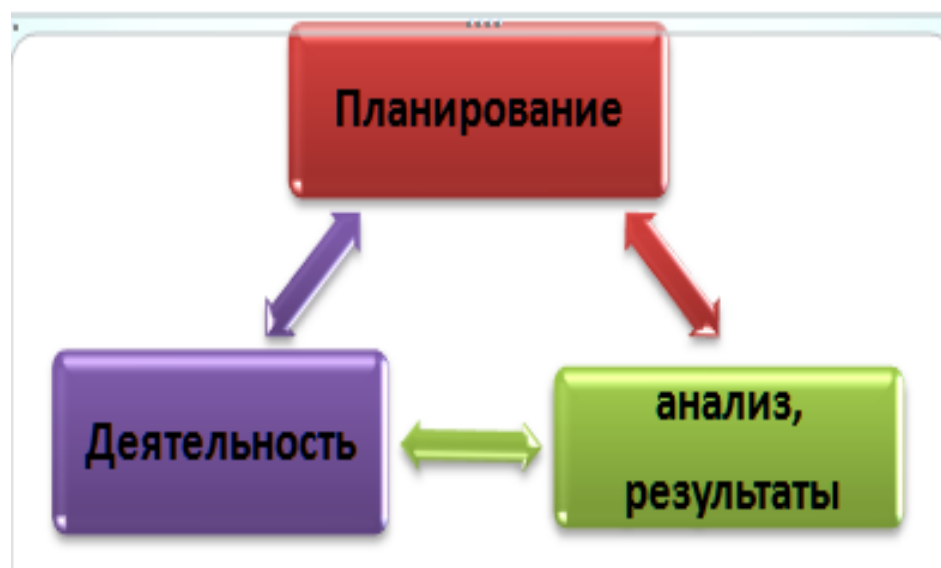 Планирование
Деятельность
анализ,
результаты